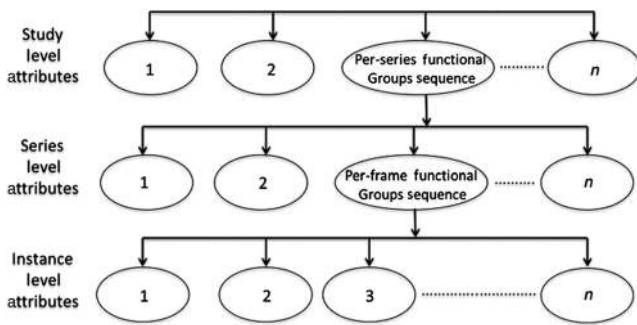 Study
level
attributes
1
2
Per-series functional
Groups sequence
n
Series
level
attributes
1
2
Per-frame functional
Groups sequence
n
Instance
level
attributes
1
2
3
n